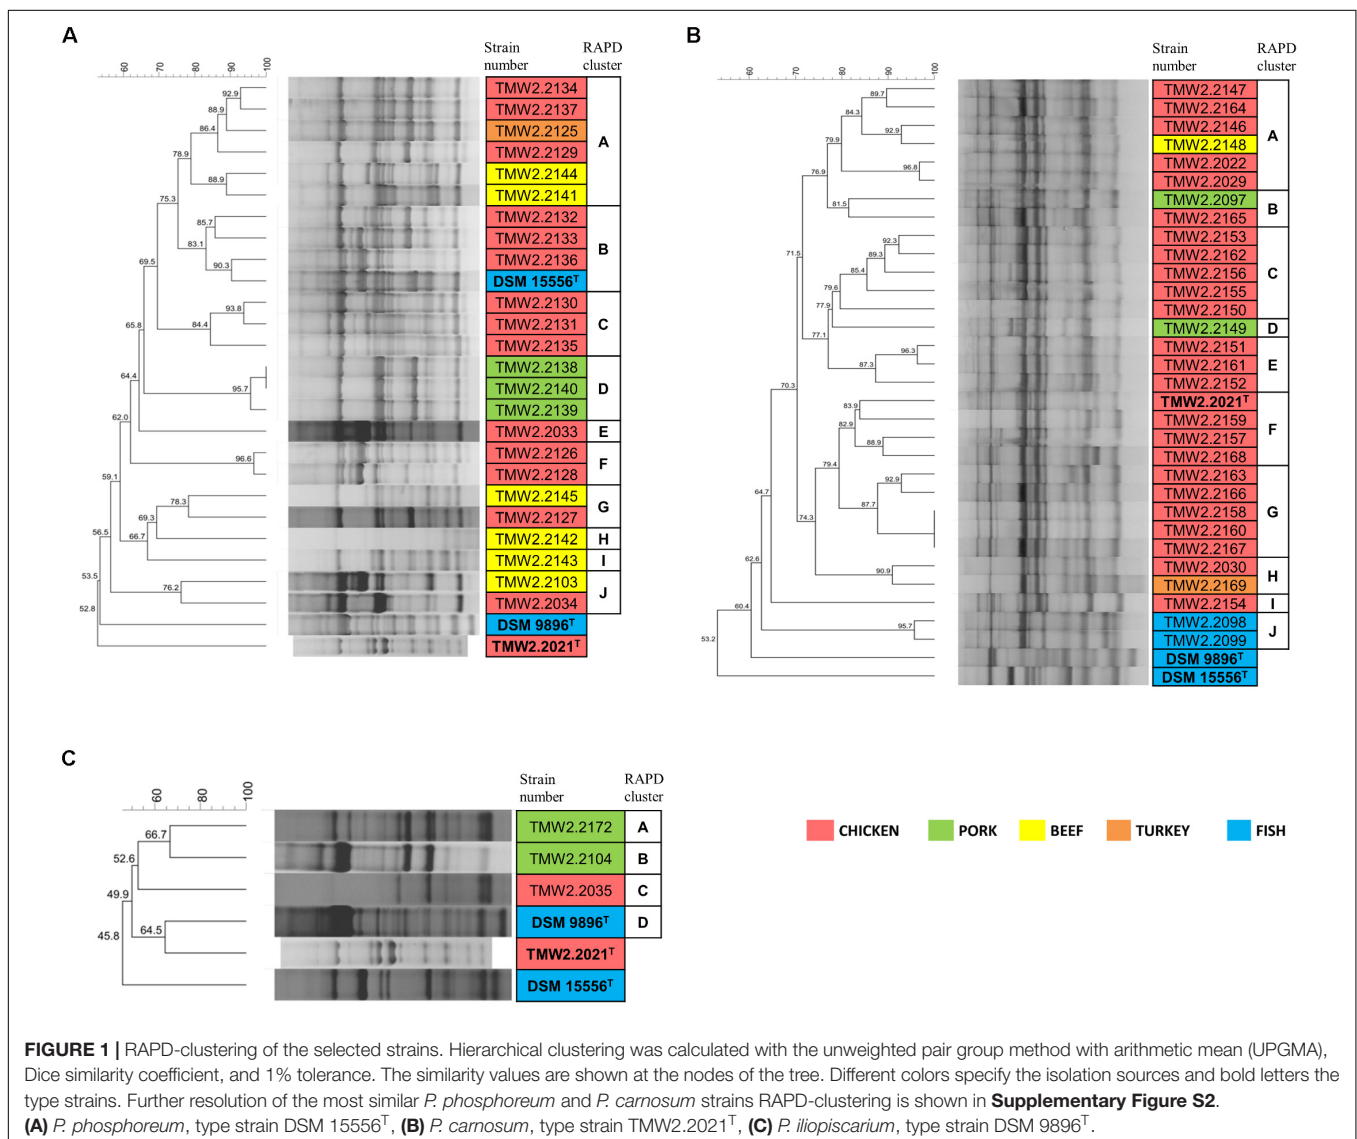 A
Strain number
RAPD cluster
60 70 80 90 100
TMW2.2134
TMW2.2137
TMW2.2125
TMW2.2129
TMW2.2144
TMW2.2141
A
TMW2.2132
TMW2.2133
TMW2.2136
DSM 15556T
B
TMW2.2130
TMW2.2131
TMW2.2135
C
TMW2.2138
TMW2.2140
TMW2.2139
D
TMW2.2033
E
TMW2.2126
TMW2.2128
F
TMW2.2145
TMW2.2127
G
TMW2.2142
H
TMW2.2143
I
TMW2.2103
TMW2.2034
J
DSM 9896T
TMW2.2021T
92.9
88.9
86.4
78.9
88.9
75.3
85.7
83.1
90.3
69.5
93.8
84.4
65.8
64.4
95.7
62.0
96.6
59.1
78.3
69.3
66.7
56.5
76.2
53.5
52.8
B
Strain number
RAPD cluster
60 70 80 90 100
TMW2.2147
TMW2.2164
TMW2.2146
TMW2.2148
TMW2.2022
TMW2.2029
A
TMW2.2097
TMW2.2165
B
TMW2.2153
TMW2.2162
TMW2.2156
TMW2.2155
TMW2.2150
C
TMW2.2149
D
TMW2.2151
TMW2.2161
TMW2.2152
E
TMW2.2021T
TMW2.2159
TMW2.2157
TMW2.2168
F
TMW2.2163
TMW2.2166
TMW2.2158
TMW2.2160
TMW2.2167
G
TMW2.2030
TMW2.2169
H
TMW2.2154
I
TMW2.2098
TMW2.2099
J
DSM 9896T
DSM 15556T
89.7
84.3
92.9
79.9
96.8
76.9
81.5
71.5
92.3
89.3
85.4
79.6
77.9
77.1
96.3
87.3
70.3
83.9
82.9
88.9
79.4
92.9
87.7
64.7
74.3
90.9
62.6
60.4
95.7
53.2
C
Strain number
RAPD cluster
60 80 100
TMW2.2172
A
TMW2.2104
B
TMW2.2035
C
DSM 9896T
D
TMW2.2021T
DSM 15556T
66.7
52.6
49.9
64.5
45.8
CHICKEN
PORK
BEEF
TURKEY
FISH
FIGURE 1 | RAPD-clustering of the selected strains. Hierarchical clustering was calculated with the unweighted pair group method with arithmetic mean (UPGMA),
Dice similarity coefficient, and 1% tolerance. The similarity values are shown at the nodes of the tree. Different colors specify the isolation sources and bold letters the
type strains. Further resolution of the most similar P. phosphoreum and P. carnosum strains RAPD-clustering is shown in Supplementary Figure S2.
(A) P. phosphoreum, type strain DSM 15556T, (B) P. carnosum, type strain TMW2.2021T, (C) P. iliopiscarium, type strain DSM 9896T.